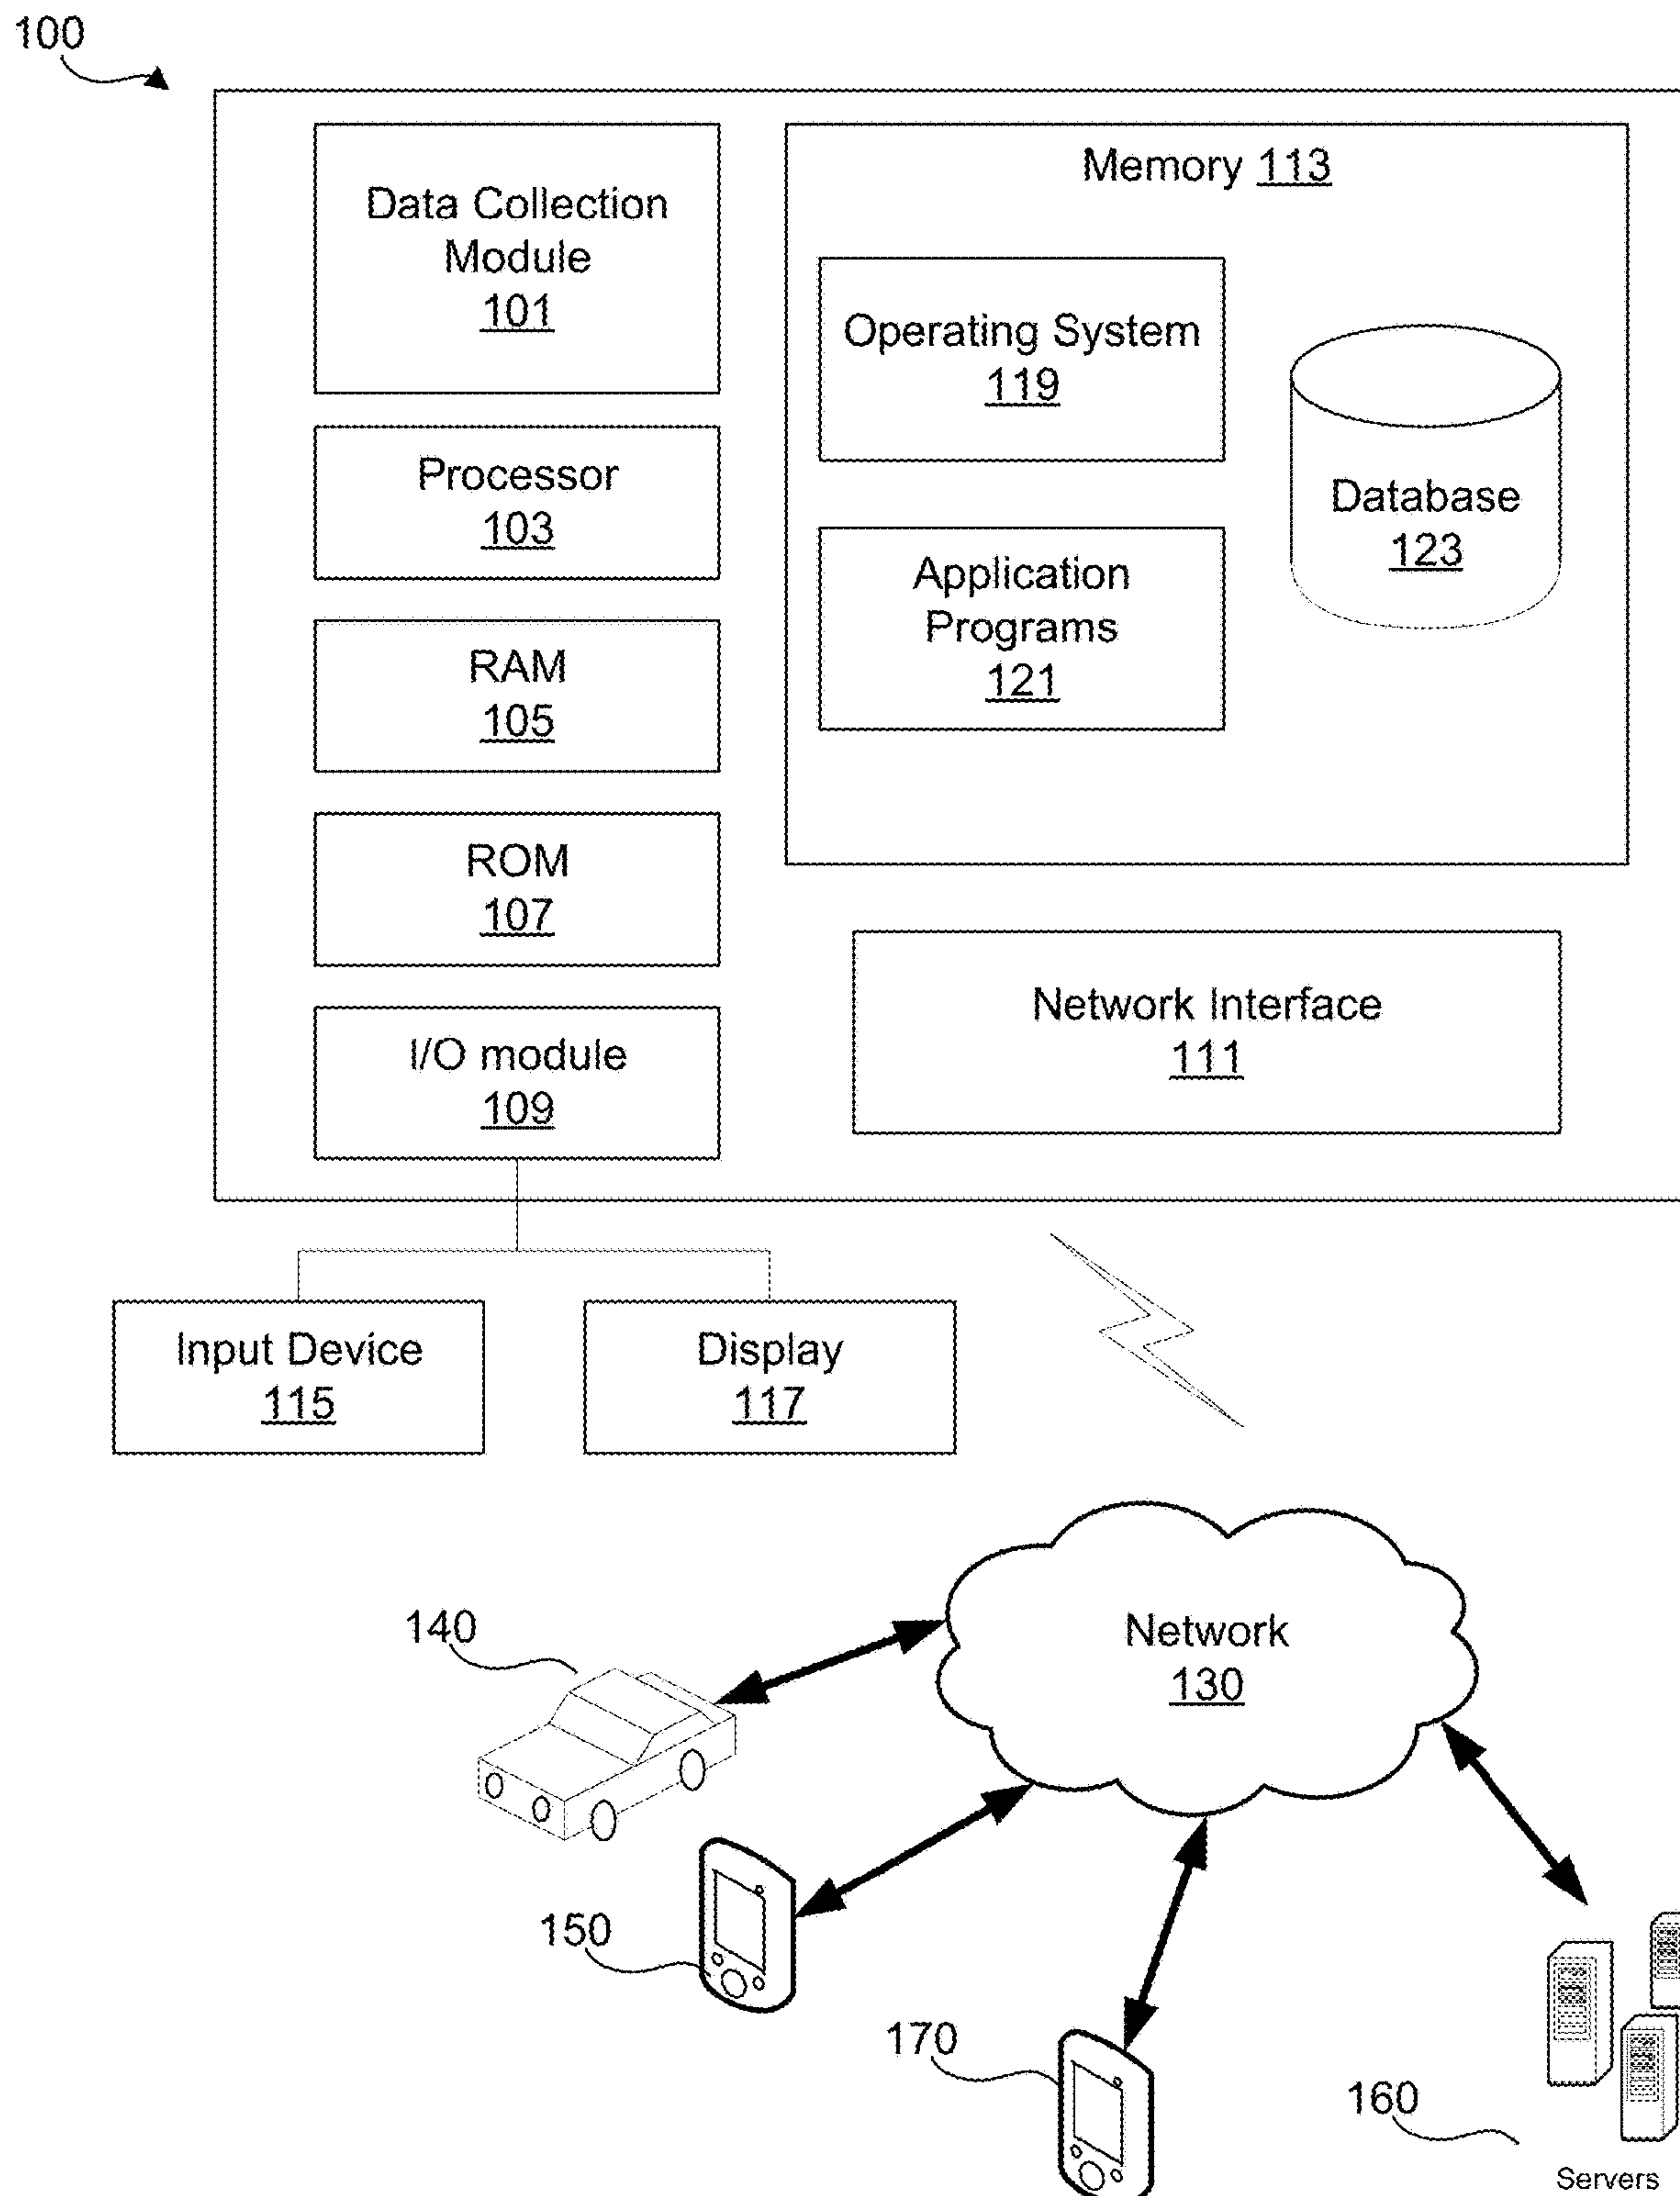 100
Data Collection
Module
101
Processor
103
RAM
105
ROM
107
I/O module
109
Memory 113
Operating System
119
Application
Programs
121
Database
123
Network Interface
111
Input Device
115
Display
117
Network
130
140
150
170
160
Servers